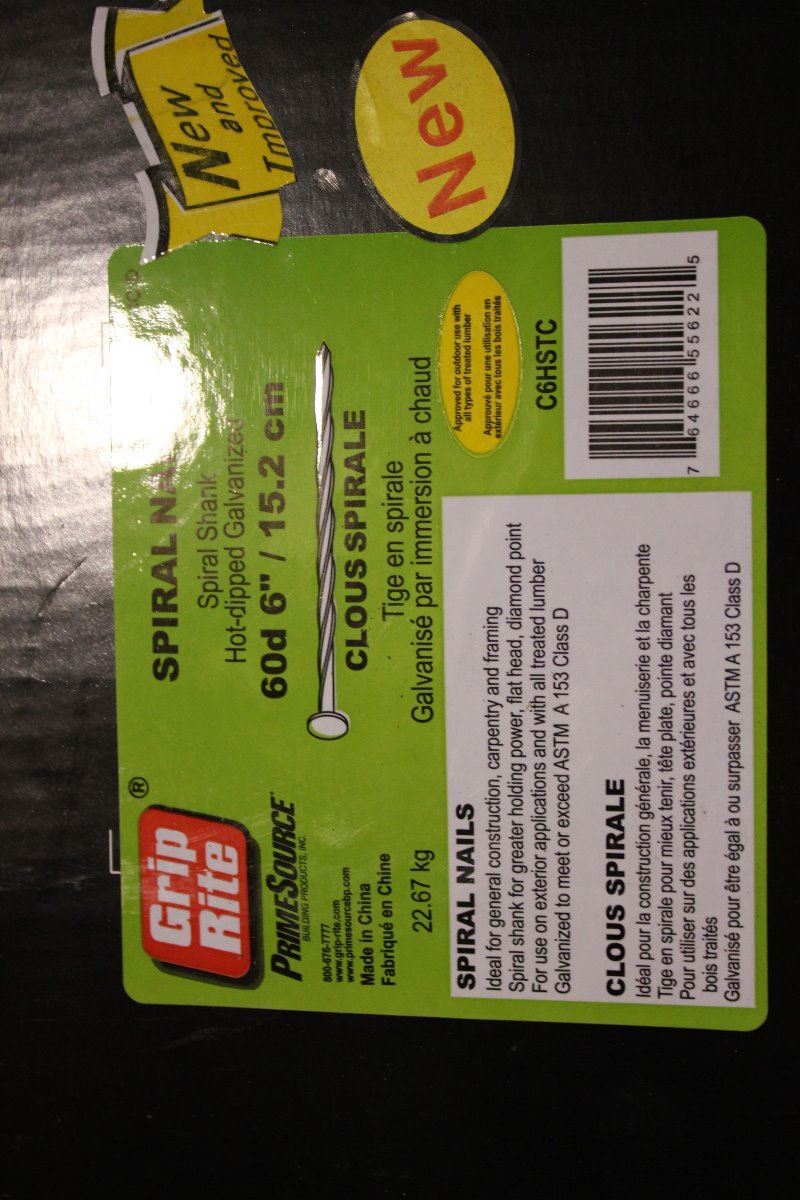 New
and
Improved
New
Grip
Rite
®
PRIMESOURCE
BUILDING PRODUCTS, INC.
800-676-7777
www.grip-rite.com
www.primesourcebp.com
Made in China
Fabriqué en Chine
22.67 kg
SPIRAL
Spiral Shank
Hot-dipped Galvanized
60d 6" / 15.2 cm
CLOUS SPIRALE
Tige en spirale
Galvanisé par immersion à chaud
Approved for outdoor use with
all types of treated lumber
Approuvé pour une utilisation en
extérieur avec tous les bois traités
C6HSTC
7 64666 55622 5
SPIRAL NAILS
Ideal for general construction, carpentry and framing
Spiral shank for greater holding power, flat head, diamond point
For use on exterior applications and with all treated lumber
Galvanized to meet or exceed ASTM A 153 Class D
CLOUS SPIRALE
Idéal pour la construction générale, la menuiserie et la charpente
Tige en spirale pour mieux tenir, tête plate, pointe diamant
Pour utiliser sur des applications extérieures et avec tous les
bois traités
Galvanisé pour être égal à ou surpasser ASTM A 153 Class D